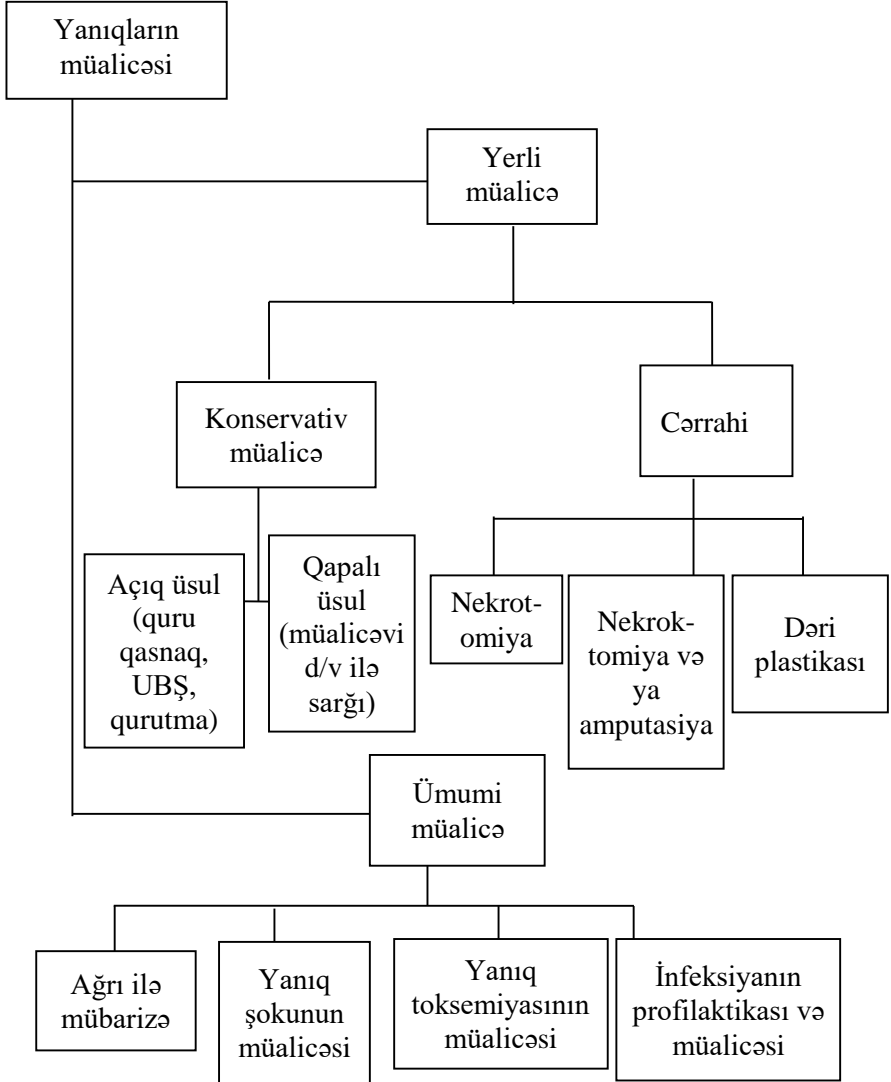 Yanıqların
müalicəsi
Yerli
müalicə
Konservativ
müalicə
Cərrahi
Açıq üsul
(quru
qasnaq,
UBŞ,
qurutma)
Qapalı
üsul
(müalicəvi
d/v ilə
sarğı)
Nekrot-
omiya
Nekrok-
tomiya və
ya
amputasiya
Dəri
plastikası
Ümumi
müalicə
Ağrı ilə
mübarizə
Yanıq
şokunun
müalicəsi
Yanıq
toksemiyasının
müalicəsi
İnfeksiyanın
profilaktikası və
müalicəsi